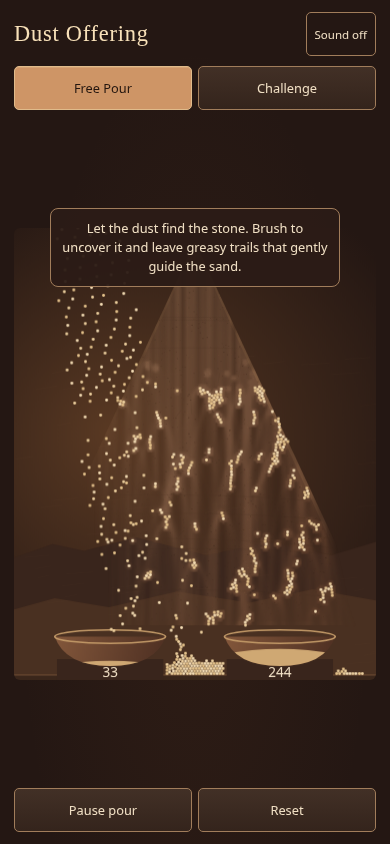 Dust Offering
Sound off
Free Pour
Challenge
Let the dust find the stone. Brush to
uncover it and leave greasy trails that gently
guide the sand.
33
244
Pause pour
Reset